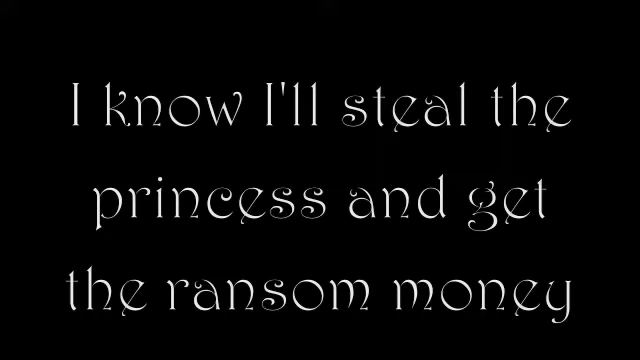 I know I'll steal the
princess and get
the ransom money